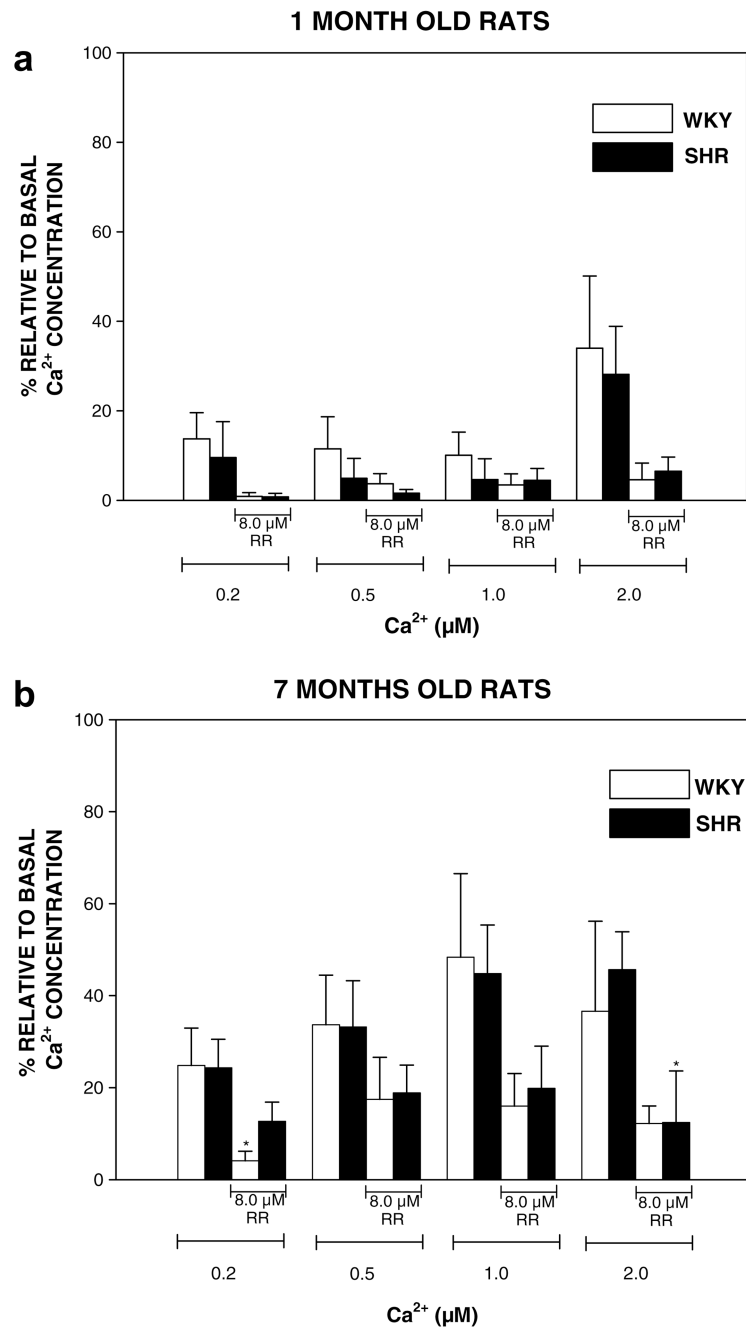 1 MONTH OLD RATS
a
% RELATIVE TO BASAL
Ca2+ CONCENTRATION
100
80
60
40
20
0
WKY
SHR
8.0 µM 8.0 µM 8.0 µM 8.0 µM
RR RR RR RR
0.2 0.5 1.0 2.0
Ca2+ (µM)
7 MONTHS OLD RATS
b
% RELATIVE TO BASAL
Ca2+ CONCENTRATION
100
80
60
40
20
0
WKY
SHR
*
*
8.0 µM 8.0 µM 8.0 µM 8.0 µM
RR RR RR RR
0.2 0.5 1.0 2.0
Ca2+ (µM)